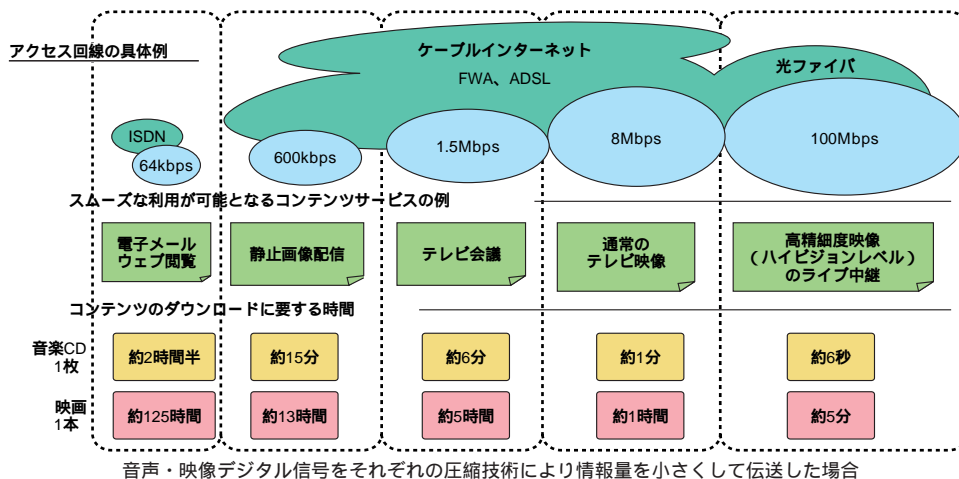 アクセス回線の具体例
ケーブルインターネット
FWA、ADSL
光ファイバ
ISDN
64kbps
600kbps
1.5Mbps
8Mbps
100Mbps
スムーズな利用が可能となるコンテンツサービスの例
電子メール
ウェブ閲覧
静止画像配信
テレビ会議
通常の
テレビ映像
高精細度映像
(ハイビジョンレベル)
のライブ中継
コンテンツのダウンロードに要する時間
音楽CD
1枚
約2時間半
約15分
約6分
約1分
約6秒
映画
1本
約125時間
約13時間
約5時間
約1時間
約5分
音声・映像デジタル信号をそれぞれの圧縮技術により情報量を小さくして伝送した場合